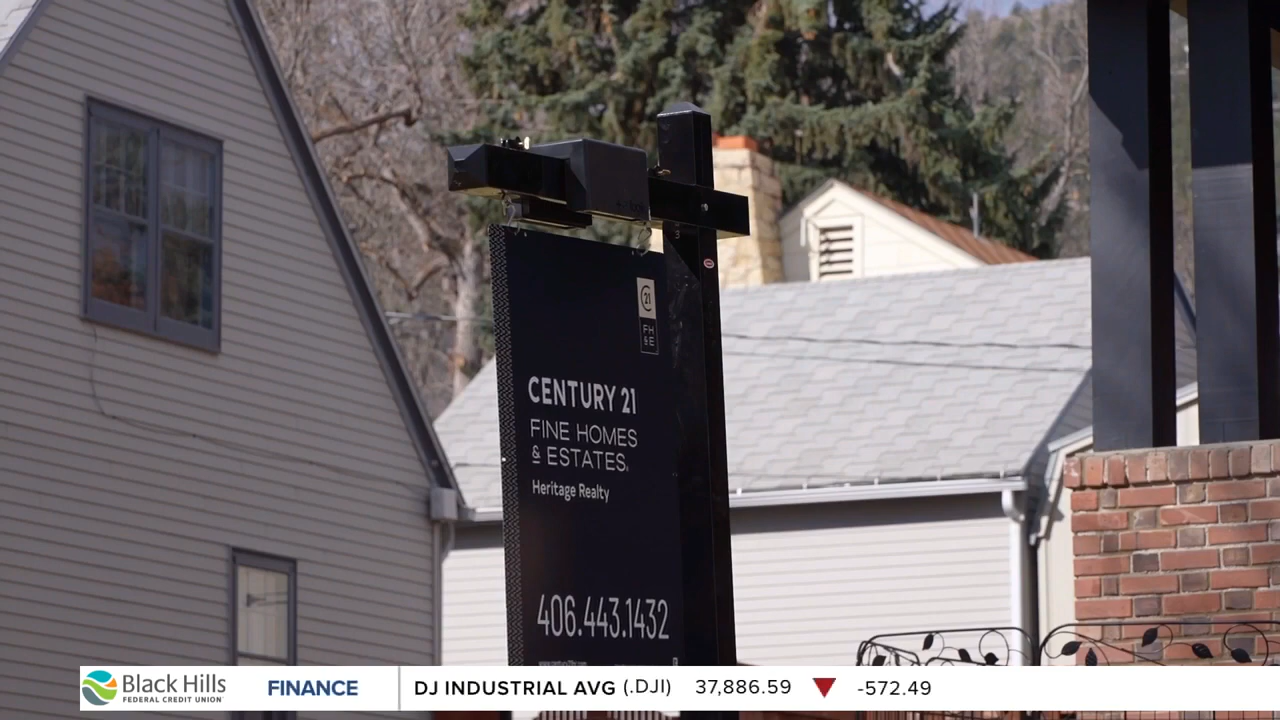 21
FH
&E
CENTURY 21
FINE HOMES
& ESTATES
Heritage Realty
406.443.1432
Black Hills
FEDERAL CREDIT UNION
FINANCE
DJ INDUSTRIAL AVG (.DJI) 37,886.59 -572.49